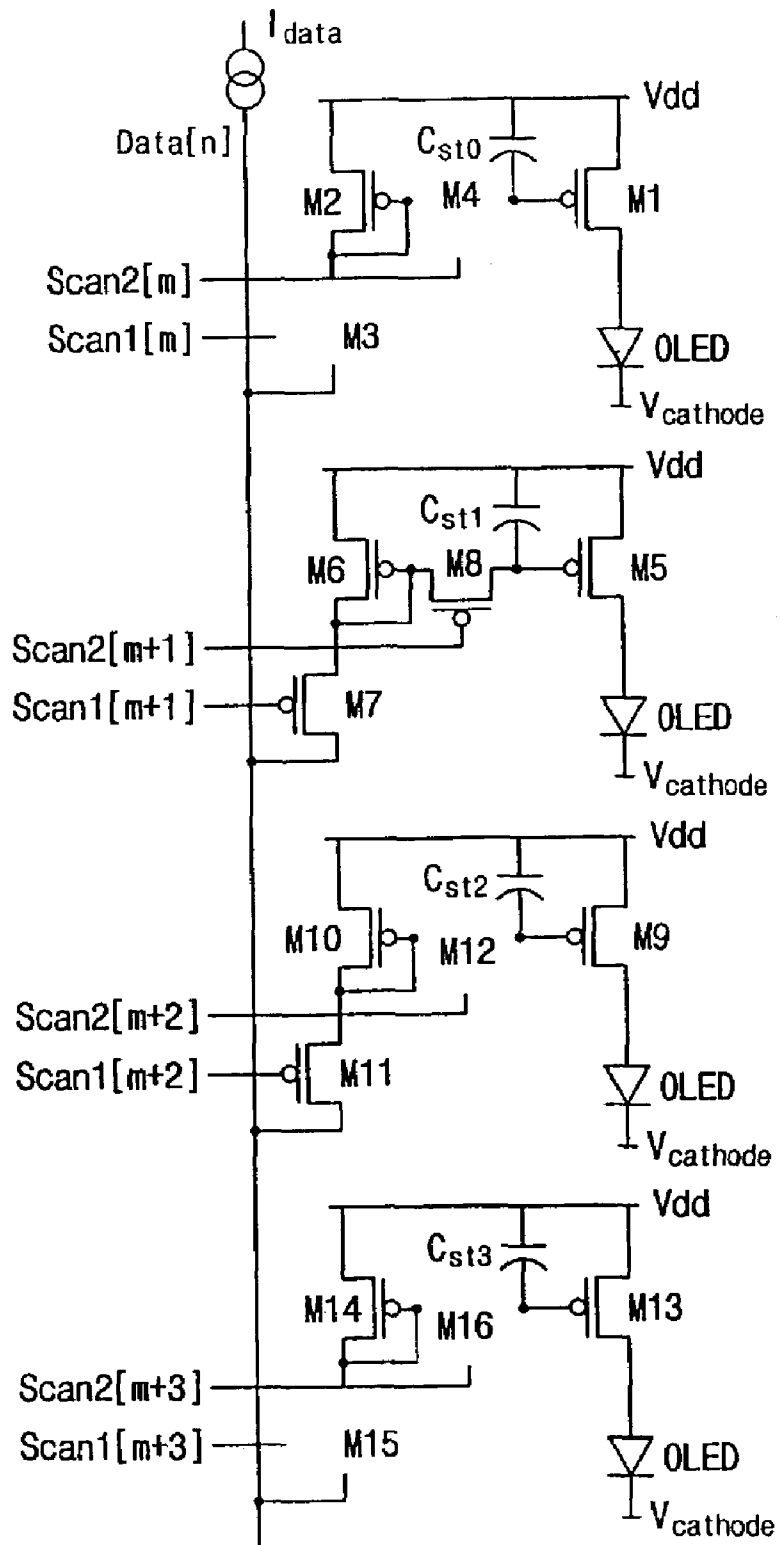 Idata
Data[n]
Vdd
Cst0
M2
M4
M1
Scan2[m]
Scan1[m]
M3
OLED
Vcathode
Vdd
Cst1
M6
M8
M5
Scan2[m+1]
Scan1[m+1]
M7
OLED
Vcathode
Vdd
Cst2
M10
M12
M9
Scan2[m+2]
Scan1[m+2]
M11
OLED
Vcathode
Vdd
Cst3
M14
M16
M13
Scan2[m+3]
Scan1[m+3]
M15
OLED
Vcathode